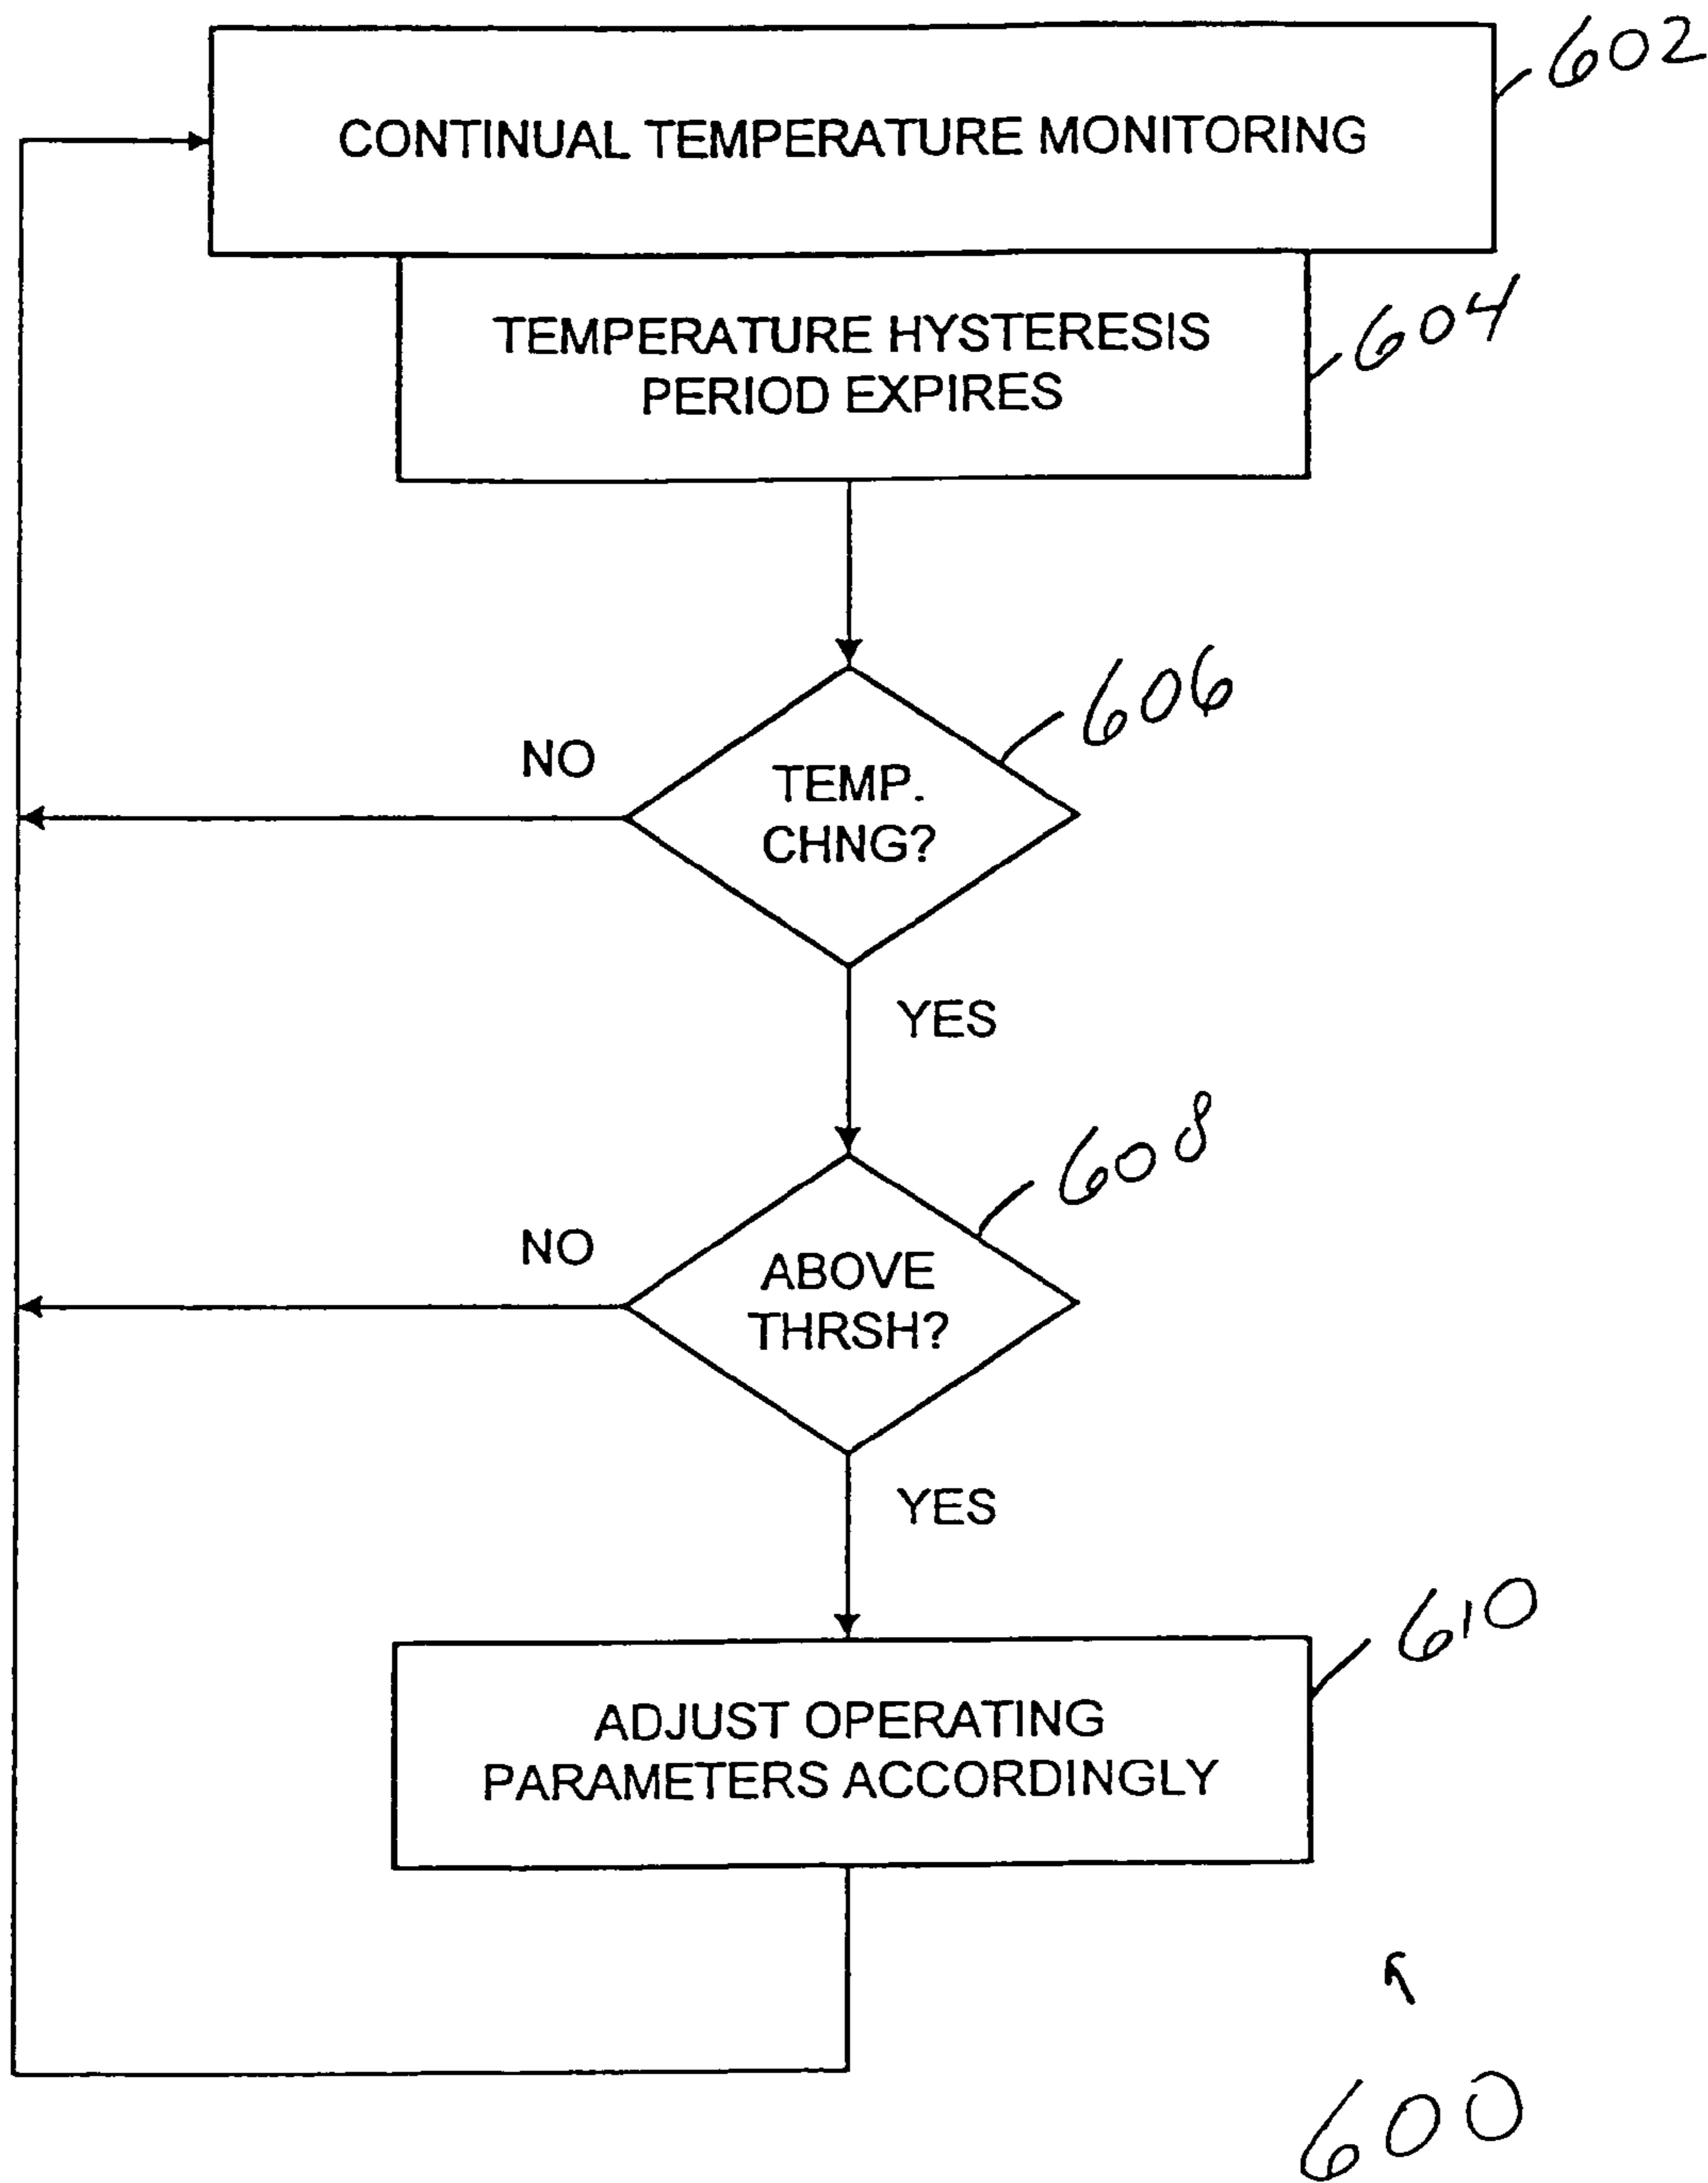 602
CONTINUAL TEMPERATURE MONITORING
604
TEMPERATURE HYSTERESIS
PERIOD EXPIRES
606
NO
TEMP.
CHNG?
YES
608
NO
ABOVE
THRSH?
YES
610
ADJUST OPERATING
PARAMETERS ACCORDINGLY
600